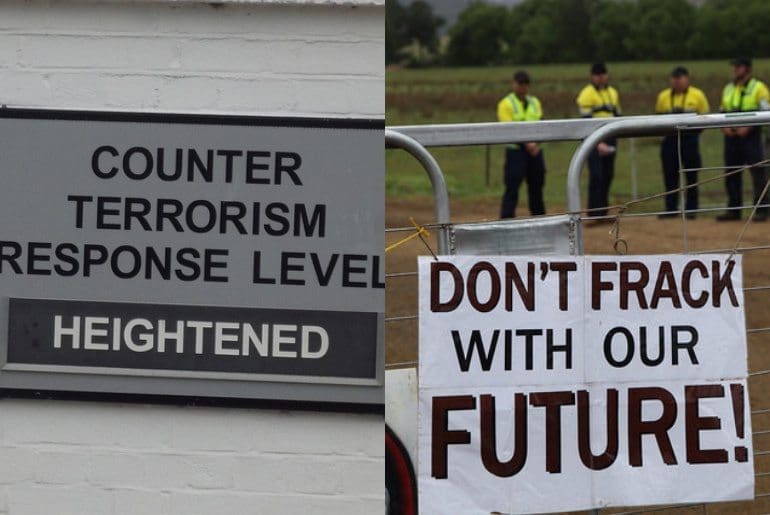 COUNTER
TERRORISM
RESPONSE LEVEL
HEIGHTENED
DON'T FRACK
WITH OUR
FUTURE!